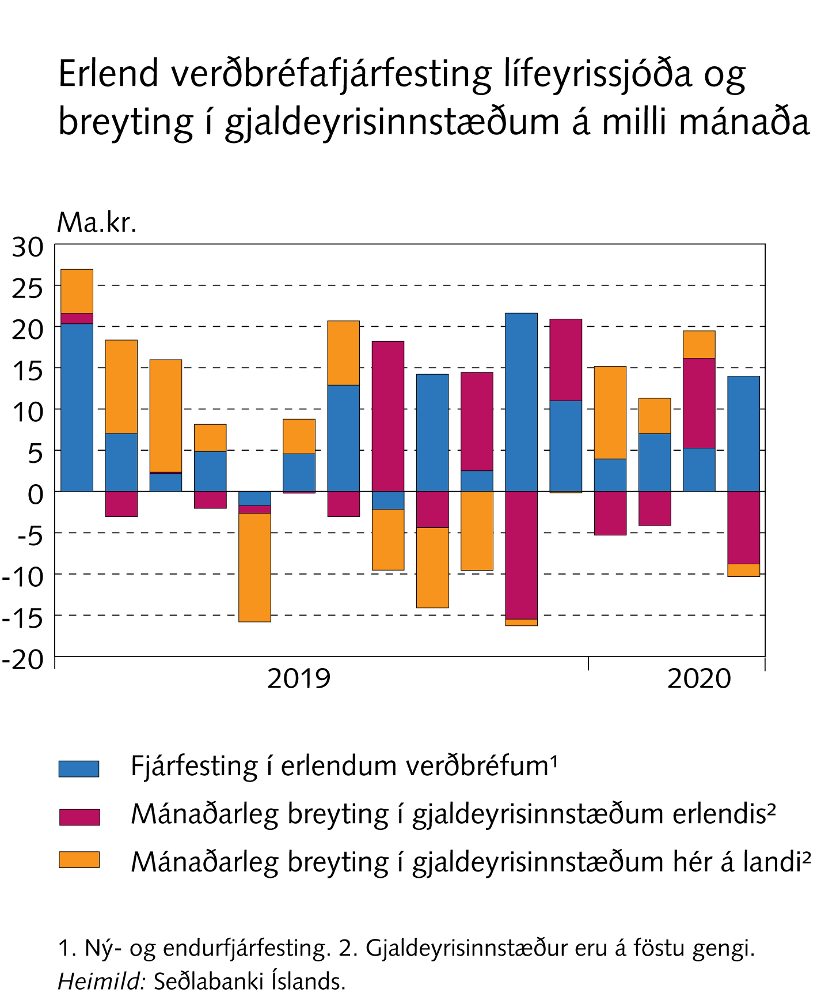 Erlend verðbréfafjárfesting lífeyrissjóða og
breyting í gjaldeyrisinnstæðum á milli mánaða
Ma.kr.
30
25
20
15
10
5
0
-5
-10
-15
-20
2019
2020
Fjárfesting í erlendum verðbréfum¹
Mánaðarleg breyting í gjaldeyrisinnstæðum erlendis²
Mánaðarleg breyting í gjaldeyrisinnstæðum hér á landi²
1. Ný- og endurfjárfesting. 2. Gjaldeyrisinnstæður eru á föstu gengi.
Heimild: Seðlabanki Íslands.